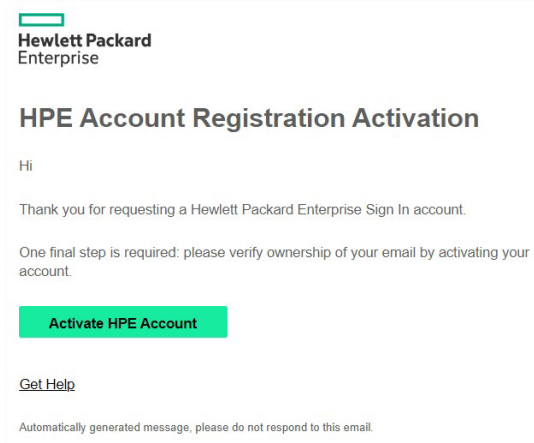 Hewlett Packard
Enterprise
HPE Account Registration Activation
Hi
Thank you for requesting a Hewlett Packard Enterprise Sign In account.
One final step is required: please verify ownership of your email by activating your
account.
Activate HPE Account
Get Help
Automatically generated message, please do not respond to this email.